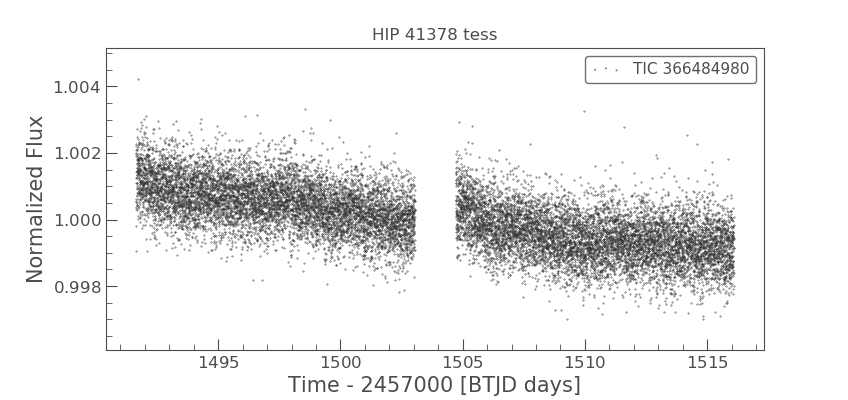 HIP 41378 tess
TIC 366484980
Normalized Flux
1.004
1.002
1.000
0.998
1495
1500
1505
1510
1515
Time - 2457000 [BTJD days]